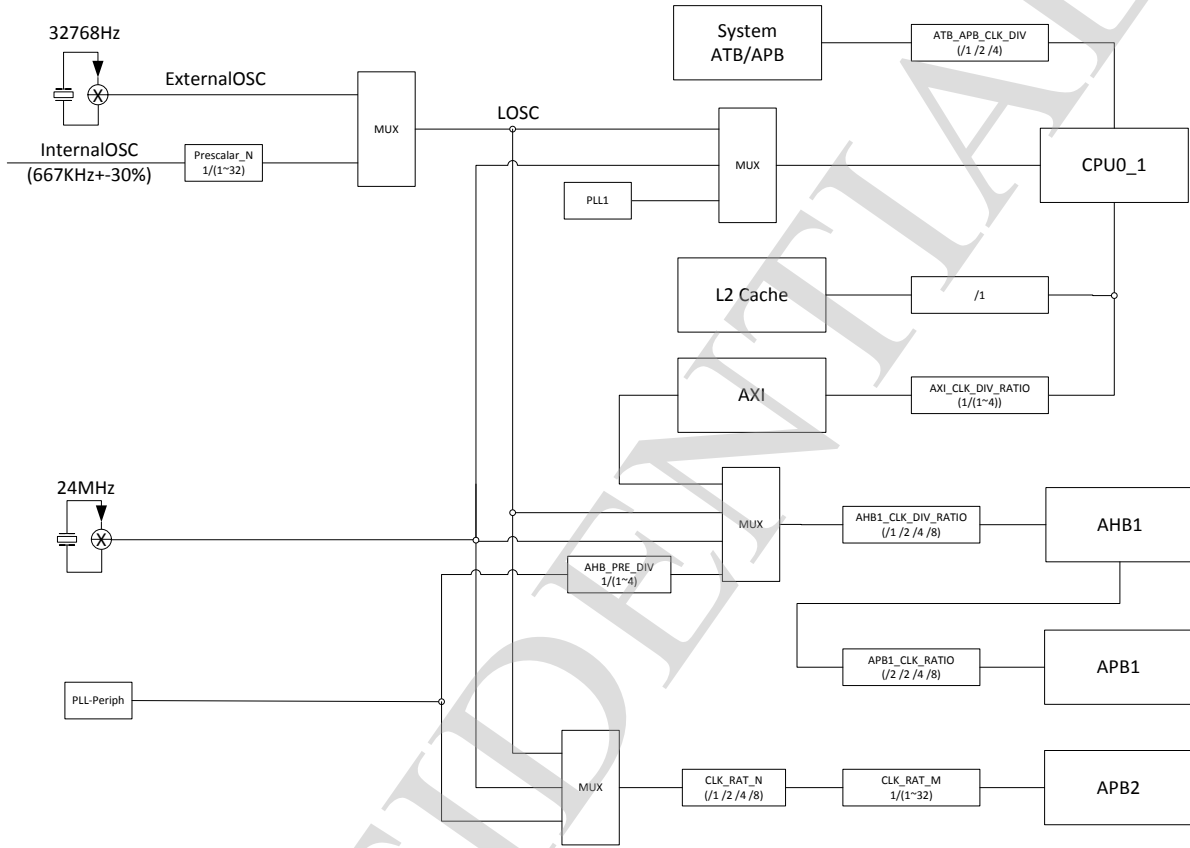 32768Hz
ExternalOSC
InternalOSC
(667KHz+-30%)
Prescalar_N
1/(1~32)
MUX
LOSC
System
ATB/APB
ATB_APB_CLK_DIV
(/1 /2 /4)
MUX
PLL1
CPU0_1
L2 Cache
/1
AXI
AXI_CLK_DIV_RATIO
(1/(1~4))
24MHz
MUX
AHB1_CLK_DIV_RATIO
(/1 /2 /4 /8)
AHB1
AHB_PRE_DIV
1/(1~4)
APB1_CLK_RATIO
(/2 /2 /4 /8)
APB1
PLL-Periph
MUX
CLK_RAT_N
(/1 /2 /4 /8)
CLK_RAT_M
1/(1~32)
APB2
FIDENTIAL